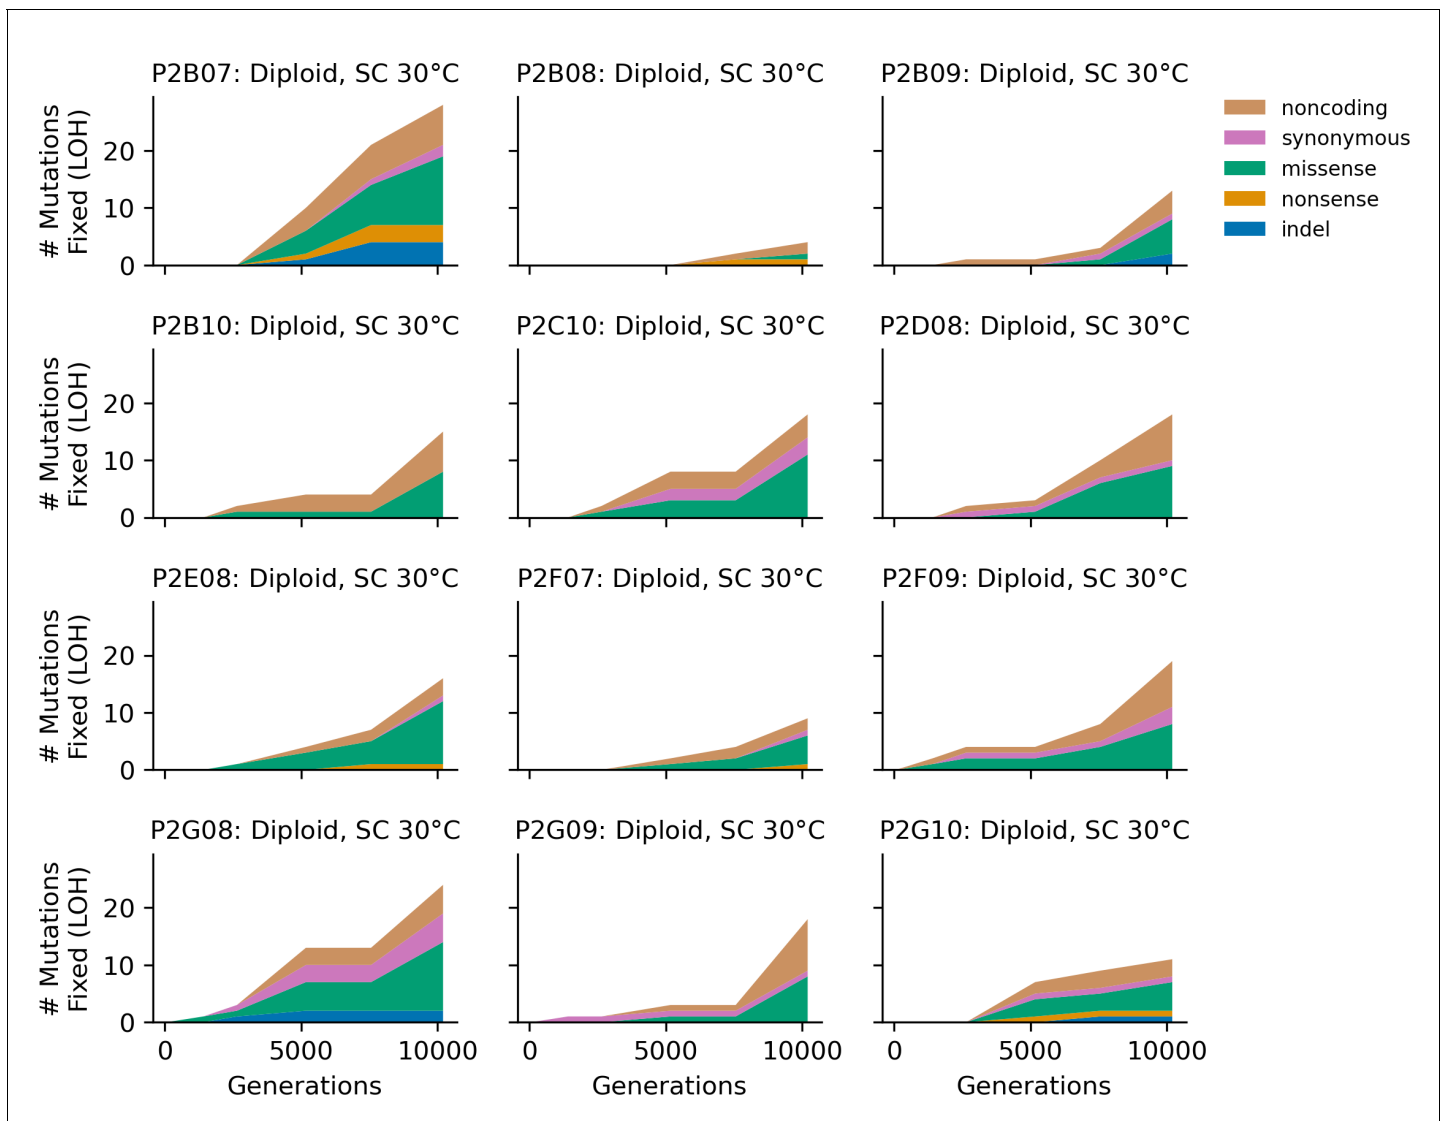 P2B07: Diploid, SC 30°C
P2B08: Diploid, SC 30°C
P2B09: Diploid, SC 30°C
# Mutations
Fixed (LOH)
20
10
0
noncoding
synonymous
missense
nonsense
indel
P2B10: Diploid, SC 30°C
P2C10: Diploid, SC 30°C
P2D08: Diploid, SC 30°C
# Mutations
Fixed (LOH)
20
10
0
P2E08: Diploid, SC 30°C
P2F07: Diploid, SC 30°C
P2F09: Diploid, SC 30°C
# Mutations
Fixed (LOH)
20
10
0
P2G08: Diploid, SC 30°C
P2G09: Diploid, SC 30°C
P2G10: Diploid, SC 30°C
# Mutations
Fixed (LOH)
20
10
0
0 5000 10000
0 5000 10000
0 5000 10000
Generations
Generations
Generations